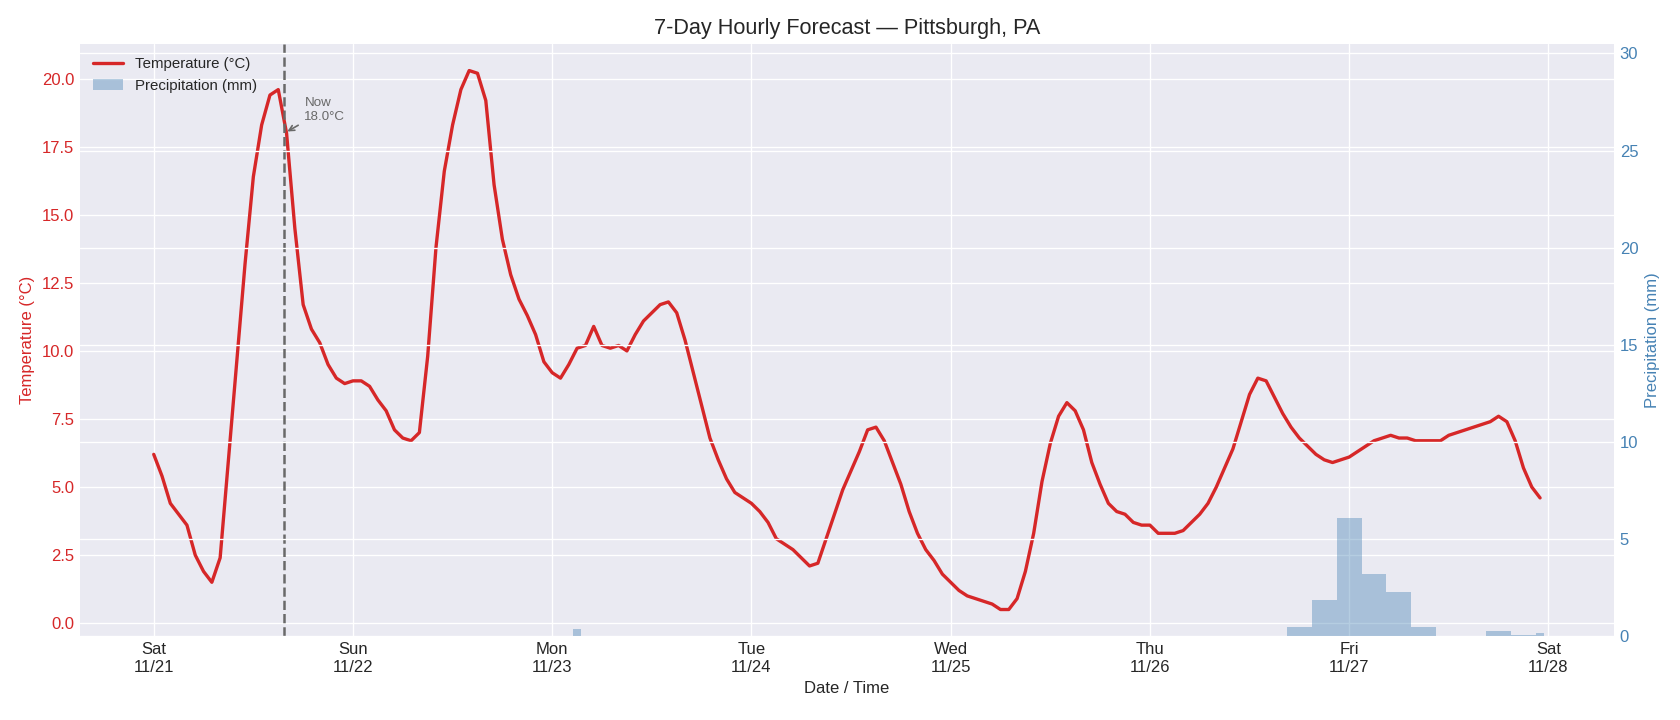 7-Day Hourly Forecast — Pittsburgh, PA
Temperature (°C)
Precipitation (mm)
Now
18.0°C
Temperature (°C)
20.0
17.5
15.0
12.5
10.0
7.5
5.0
2.5
0.0
30
25
20
15
10
5
0
Precipitation (mm)
Sat
11/21
Sun
11/22
Mon
11/23
Tue
11/24
Wed
11/25
Thu
11/26
Fri
11/27
Sat
11/28
Date / Time